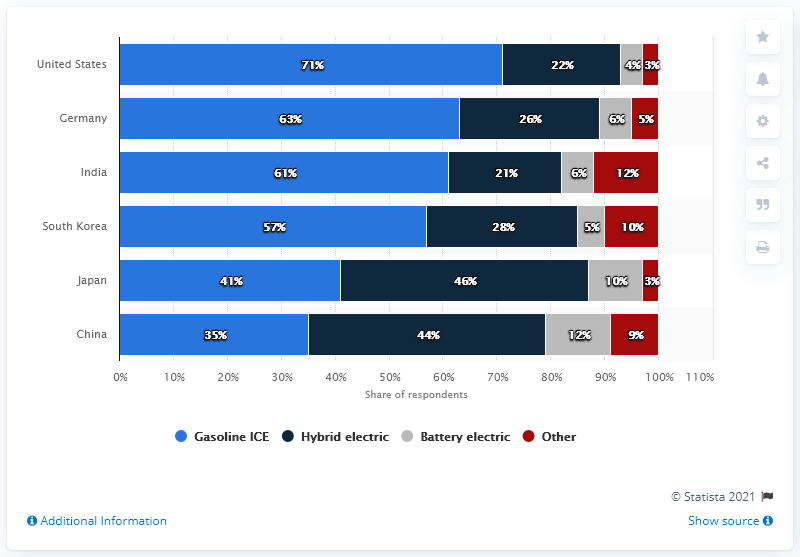 United States 71% 22% 4% 3%
Germany 63% 26% 6% 5%
India 61% 21% 6% 12%
South Korea 57% 28% 5% 10%
Japan 41% 46% 10% 3%
China 35% 44% 12% 9%
0% 10% 20% 30% 40% 50% 60% 70% 80% 90% 100% 110%
Share of respondents
Gasoline ICE Hybrid electric Battery electric Other
© Statista 2021
Additional Information Show source